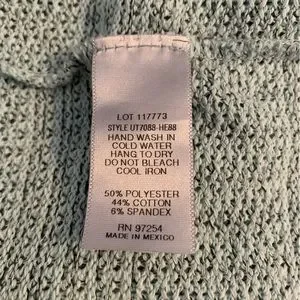 LOT 117773
STYLE UT7088-HE88
HAND WASH IN
COLD WATER
HANG TO DRY
DO NOT BLEACH
COOL IRON
50% POLYESTER
44% COTTON
6% SPANDEX
RN 97254
MADE IN MEXICO